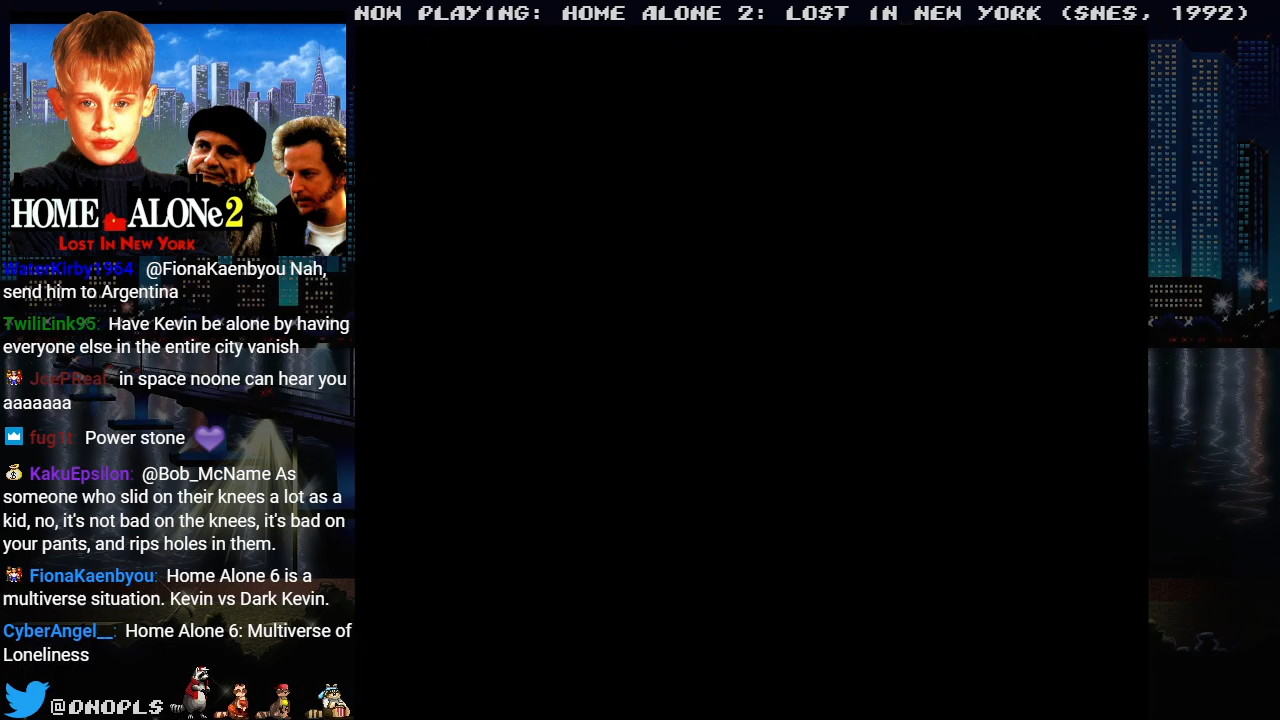 NOW PLAYING: HOME ALONE 2: LOST IN NEW YORK (SNES, 1992)
HOME ALONe 2
LOST IN NEW YORK
WaterKirby1964 @FionaKaenbyou Nah,
send him to Argentina
TwiliLink95: Have Kevin be alone by having
everyone else in the entire city vanish
JoePReal: in space noone can hear you
aaaaaaa
Power stone
KakuEpsilon: @Bob_McName As
someone who slid on their knees a lot as a
kid, no, it's not bad on the knees, it's bad on
your pants, and rips holes in them.
FionaKaenbyou: Home Alone 6 is a
multiverse situation. Kevin vs Dark Kevin.
CyberAngel__: Home Alone 6: Multiverse of
Loneliness
@DNOPLS